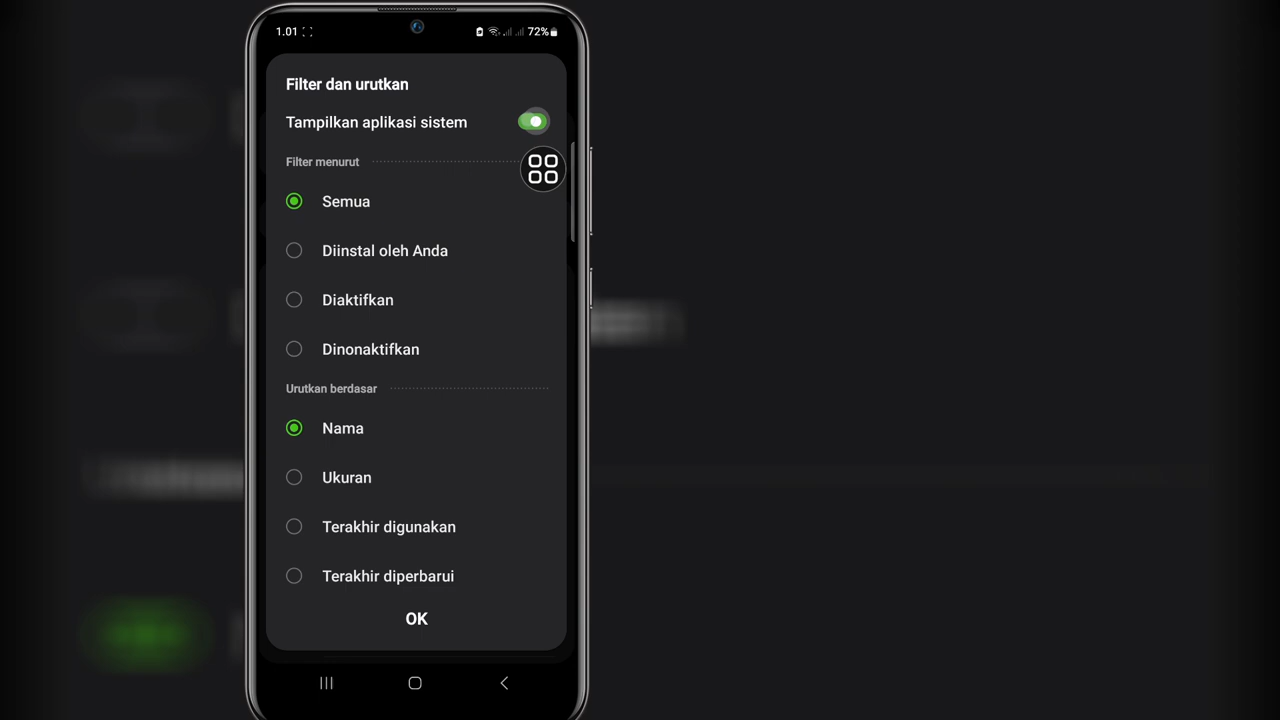 1.01
72%
Filter dan urutkan
Tampilkan aplikasi sistem
Filter menurut
Semua
Diinstal oleh Anda
Diaktifkan
Dinonaktifkan
Urutkan berdasar
Nama
Ukuran
Terakhir digunakan
Terakhir diperbarui
OK